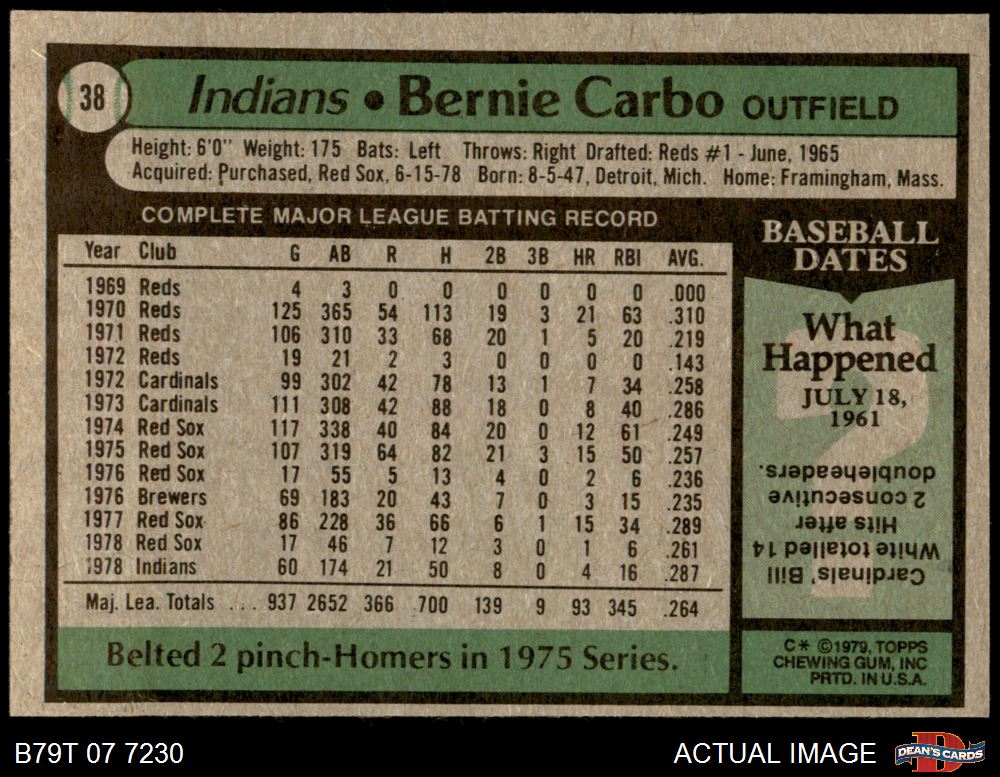 38
Indians • Bernie Carbo OUTFIELD
Height: 6'0" Weight: 175 Bats: Left Throws: Right Drafted: Reds #1 - June, 1965
Acquired: Purchased, Red Sox, 6-15-78 Born: 8-5-47, Detroit, Mich. Home: Framingham, Mass.
COMPLETE MAJOR LEAGUE BATTING RECORD
Year Club G AB R H 2B 3B HR RBI AVG.
1969 Reds 4 3 0 0 0 0 0 0 .000
1970 Reds 125 365 54 113 19 3 21 63 .310
1971 Reds 106 310 33 68 20 1 5 20 .219
1972 Reds 19 21 2 3 0 0 0 0 .143
1972 Cardinals 99 302 42 78 13 1 7 34 .258
1973 Cardinals 111 308 42 88 18 0 8 40 .286
1974 Red Sox 117 338 40 84 20 0 12 61 .249
1975 Red Sox 107 319 64 82 21 3 15 50 .257
1976 Red Sox 17 55 5 13 4 0 2 6 .236
1976 Brewers 69 183 20 43 7 0 3 15 .235
1977 Red Sox 86 228 36 66 6 1 15 34 .289
1978 Red Sox 17 46 7 12 3 0 1 6 .261
1978 Indians 60 174 21 50 8 0 4 16 .287
Maj. Lea. Totals ... 937 2652 366 700 139 9 93 345 .264
Belted 2 pinch-Homers in 1975 Series.
BASEBALL
DATES
What
Happened
JULY 18,
1961
Cardinals' Bill
White totalled 14
Hits after
2 consecutive
doubleheaders.
C* ©1979, TOPPS
CHEWING GUM, INC
PRTD. IN U.S.A.
B79T 07 7230
ACTUAL IMAGE
D
DEAN'S CARDS